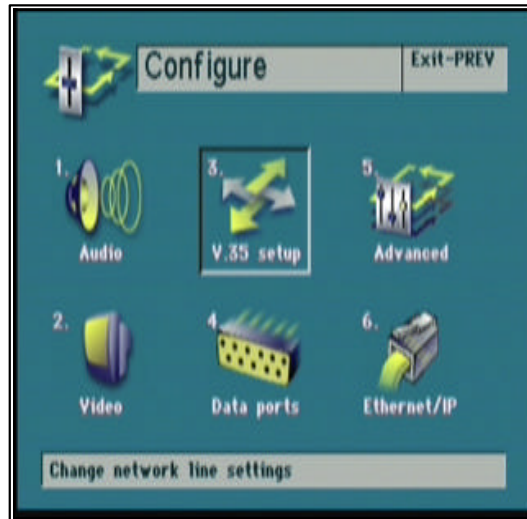 Configure
Exit-PREV
1.
Audio
3.
V.35 setup
5.
Advanced
2.
Video
4.
Data ports
6.
Ethernet/IP
Change network line settings